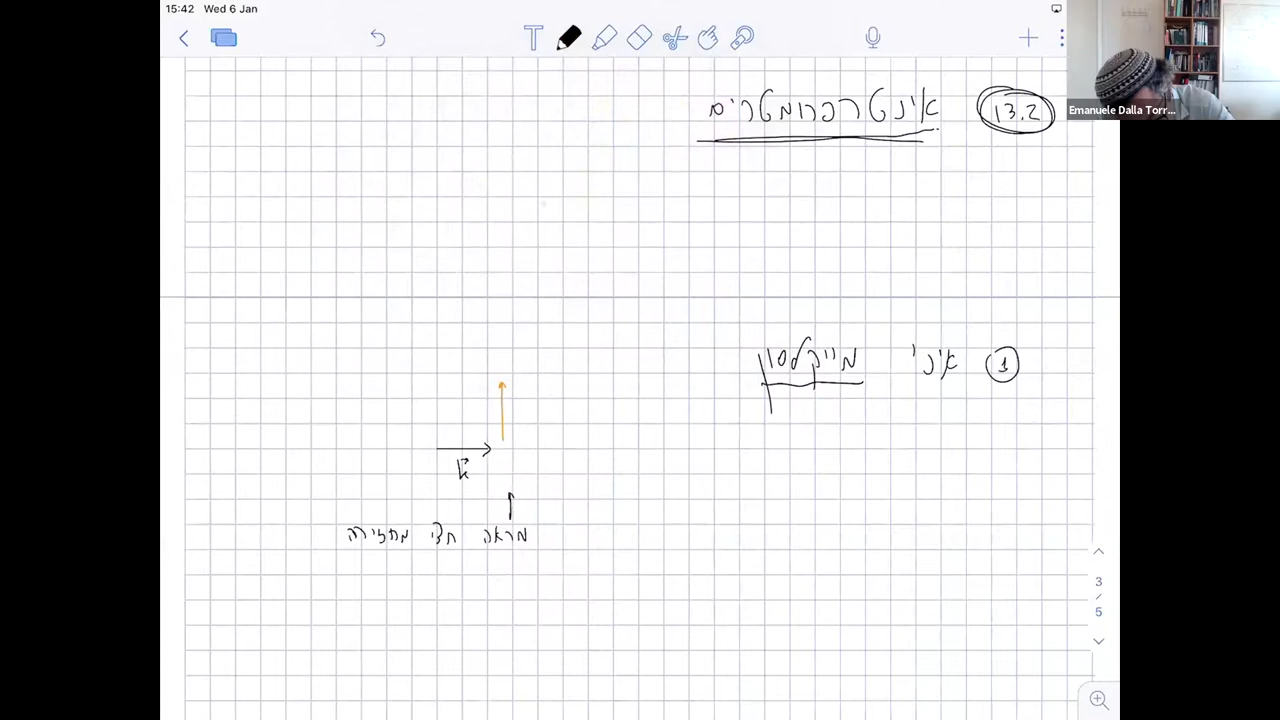 15:42 Wed 6 Jan
13.2 אינטרפרומטרים
Emanuele Dalla Torr...
1 אינ' מייקלסון
k
מראה חצי מחזירה
3
5